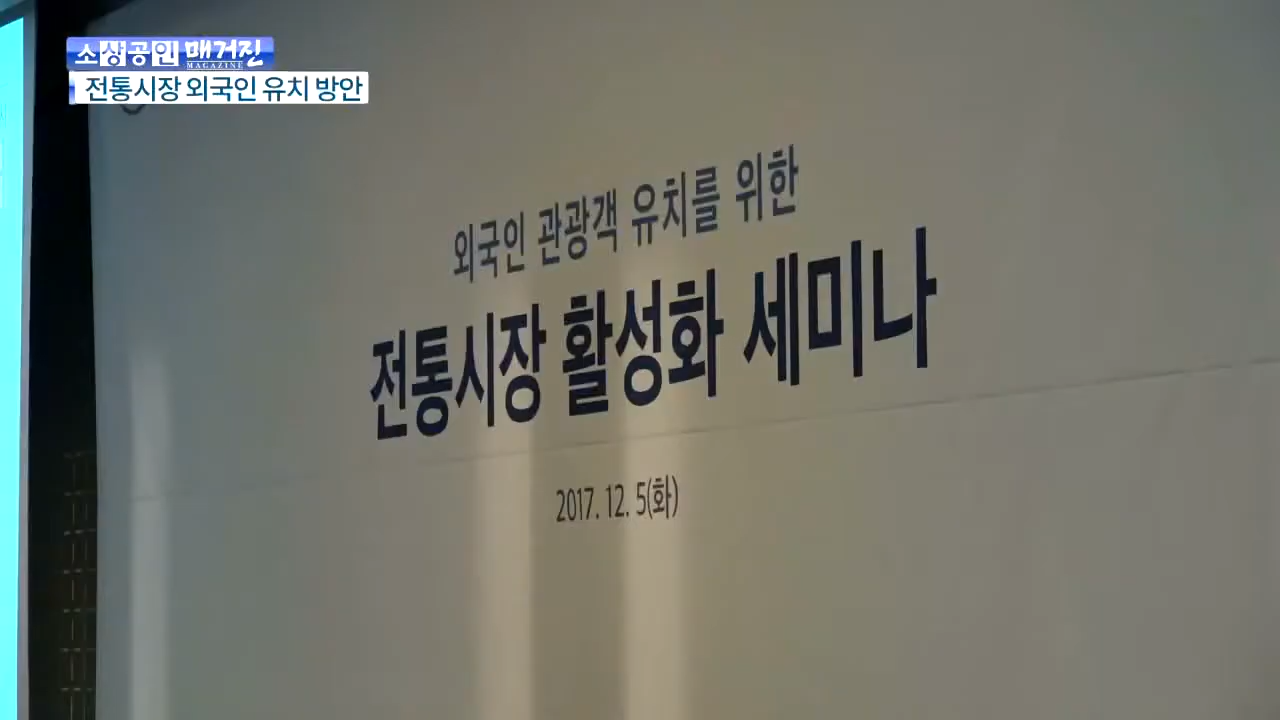 소상공인 매거진
MAGAZINE
전통시장 외국인 유치 방안
외국인 관광객 유치를 위한
전통시장 활성화 세미나
2017. 12. 5(화)